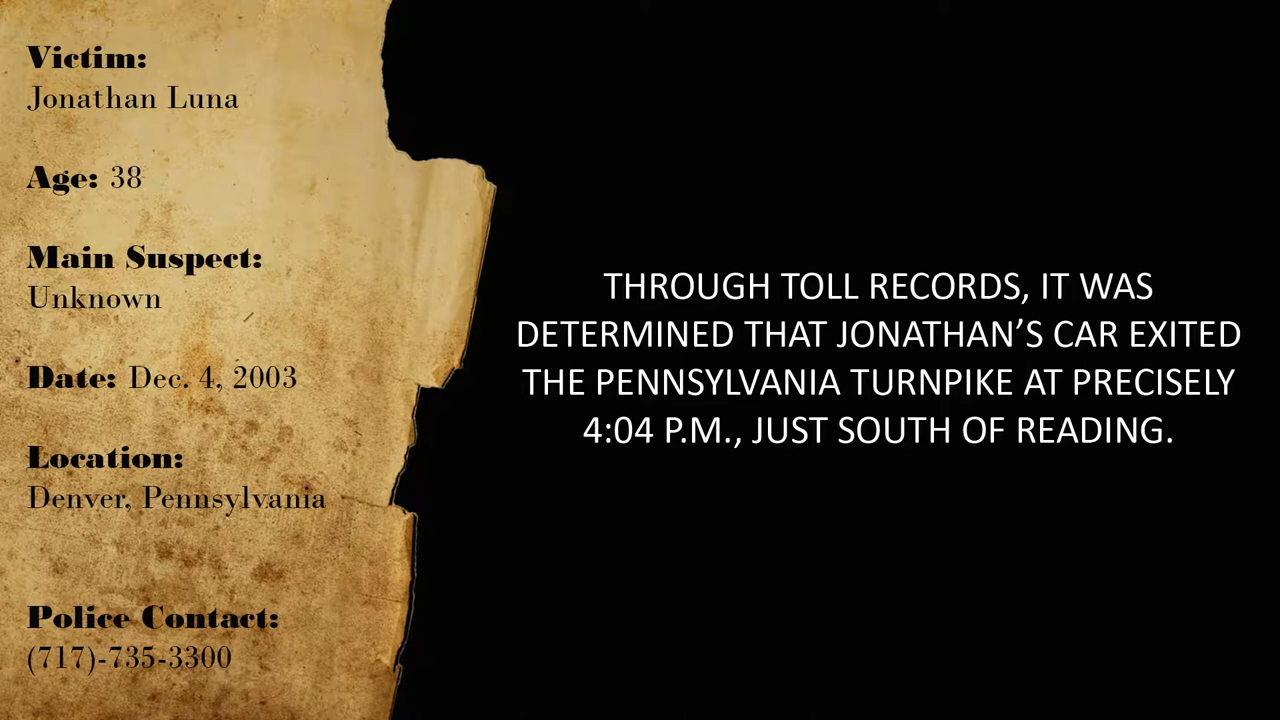 Victim:
Jonathan Luna
Age: 38
Main Suspect:
Unknown
Date: Dec. 4, 2003
Location:
Denver, Pennsylvania
Police Contact:
(717)-735-3300
THROUGH TOLL RECORDS, IT WAS
DETERMINED THAT JONATHAN’S CAR EXITED
THE PENNSYLVANIA TURNPIKE AT PRECISELY
4:04 P.M., JUST SOUTH OF READING.